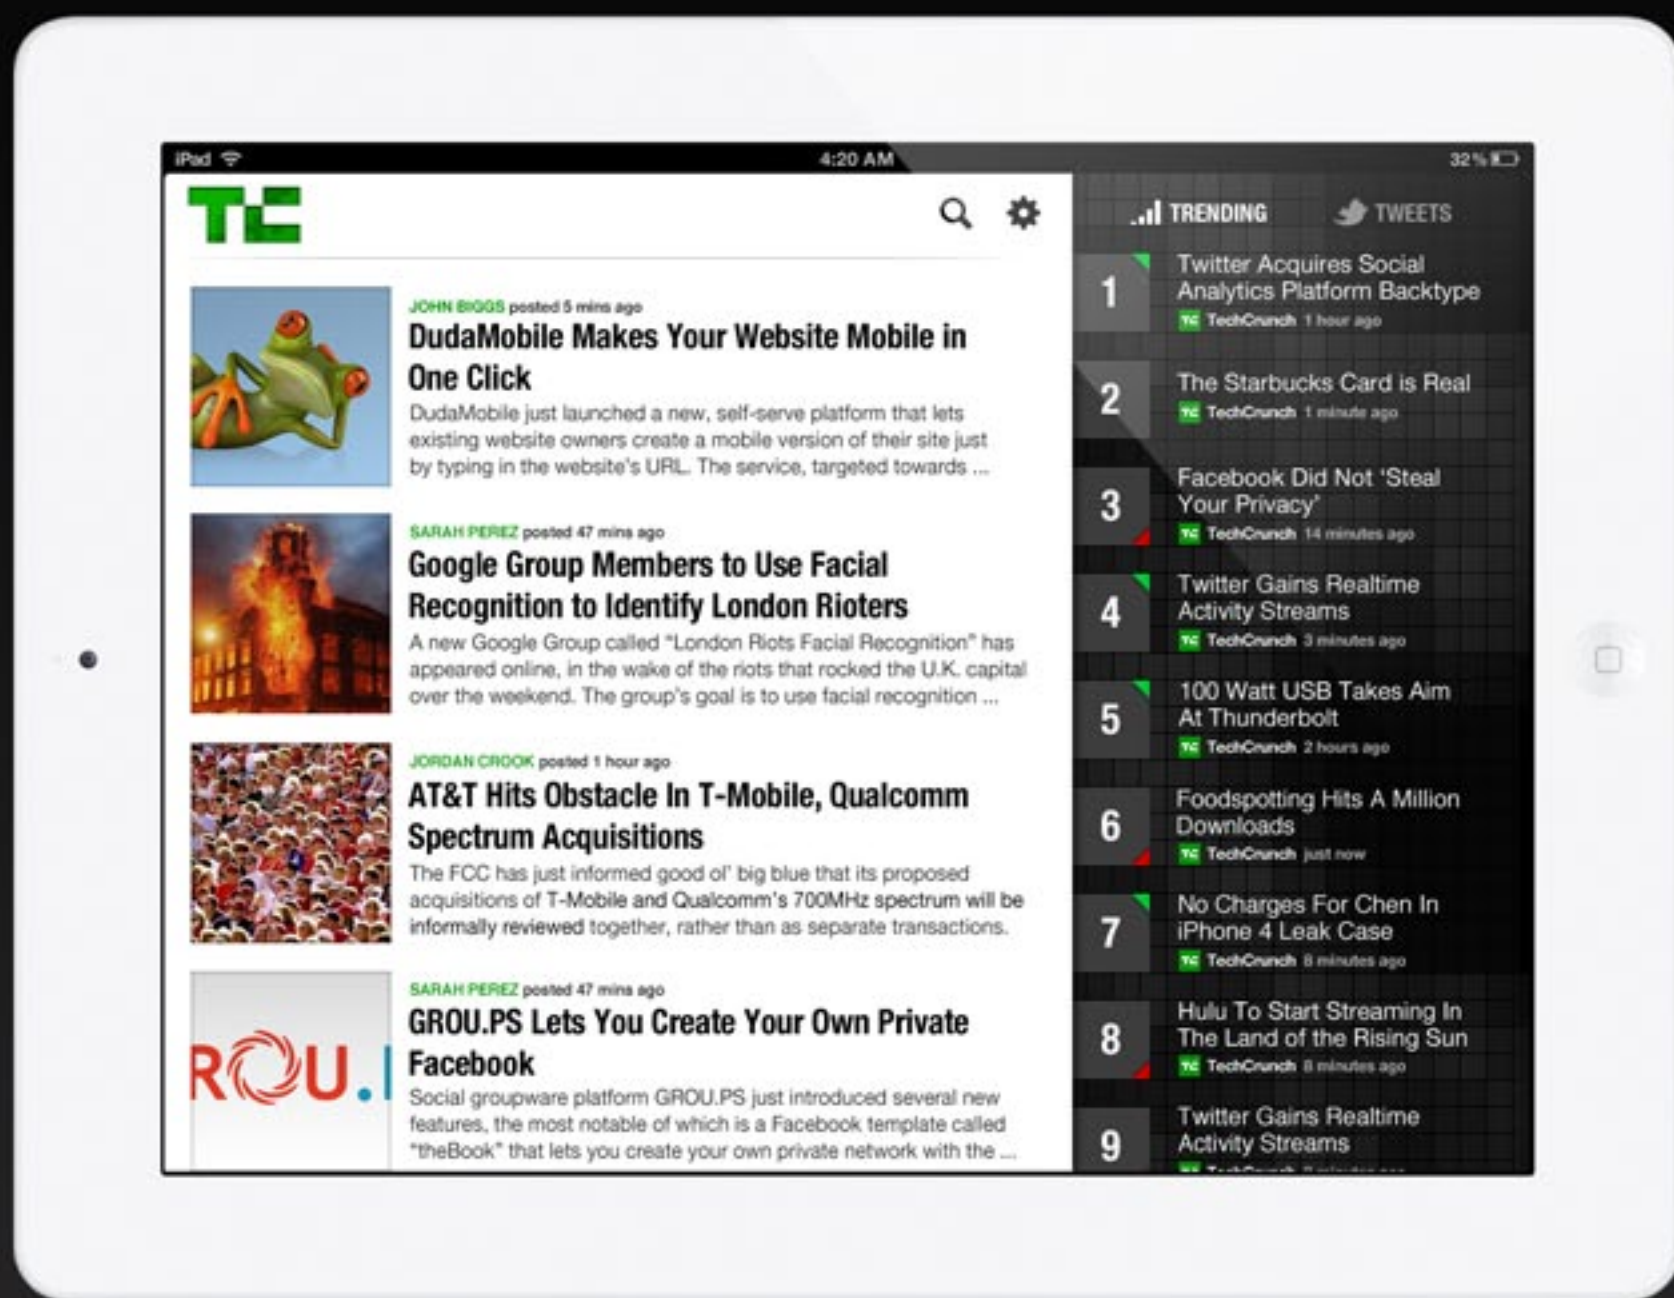 iPad
4:20 AM
32%
TC
JOHN BIGGS posted 5 mins ago
DudaMobile Makes Your Website Mobile in
One Click
DudaMobile just launched a new, self-serve platform that lets
existing website owners create a mobile version of their site just
by typing in the website's URL. The service, targeted towards ...
SARAH PEREZ posted 47 mins ago
Google Group Members to Use Facial
Recognition to Identify London Rioters
A new Google Group called “London Riots Facial Recognition” has
appeared online, in the wake of the riots that rocked the U.K. capital
over the weekend. The group's goal is to use facial recognition ...
JORDAN CROOK posted 1 hour ago
AT&T Hits Obstacle In T-Mobile, Qualcomm
Spectrum Acquisitions
The FCC has just informed good ol' big blue that its proposed
acquisitions of T-Mobile and Qualcomm's 700MHz spectrum will be
informally reviewed together, rather than as separate transactions.
ROU.
SARAH PEREZ posted 47 mins ago
GROU.PS Lets You Create Your Own Private
Facebook
Social groupware platform GROU.PS just introduced several new
features, the most notable of which is a Facebook template called
“theBook” that lets you create your own private network with the ...
TRENDING
TWEETS
1
Twitter Acquires Social
Analytics Platform Backtype
TC TechCrunch 1 hour ago
2
The Starbucks Card is Real
TC TechCrunch 1 minute ago
3
Facebook Did Not ‘Steal
Your Privacy’
TC TechCrunch 14 minutes ago
4
Twitter Gains Realtime
Activity Streams
TC TechCrunch 3 minutes ago
5
100 Watt USB Takes Aim
At Thunderbolt
TC TechCrunch 2 hours ago
6
Foodspotting Hits A Million
Downloads
TC TechCrunch just now
7
No Charges For Chen In
iPhone 4 Leak Case
TC TechCrunch 8 minutes ago
8
Hulu To Start Streaming In
The Land of the Rising Sun
TC TechCrunch 8 minutes ago
9
Twitter Gains Realtime
Activity Streams